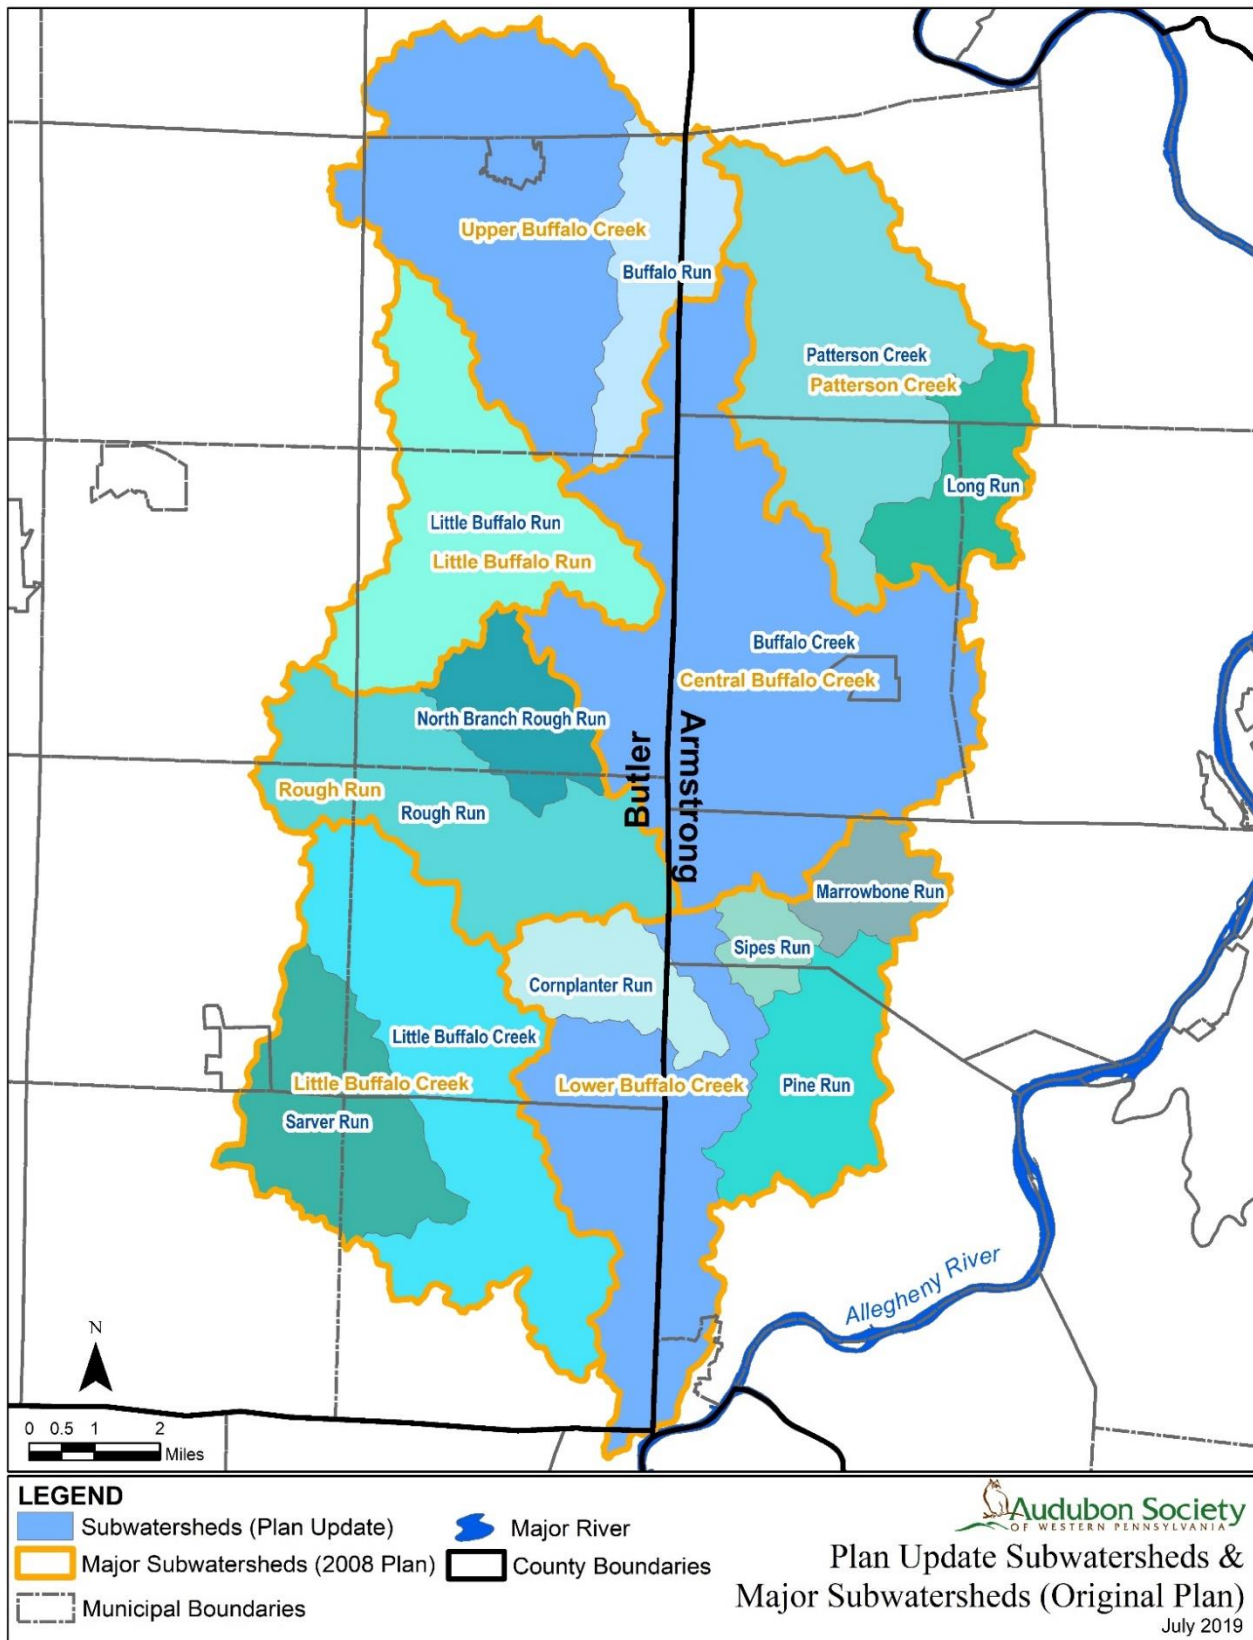 Upper Buffalo Creek
Buffalo Run
Patterson Creek
Patterson Creek
Long Run
Little Buffalo Run
Little Buffalo Run
Buffalo Creek
Central Buffalo Creek
North Branch Rough Run
Butler
Armstrong
Rough Run
Rough Run
Marrowbone Run
Sipes Run
Cornplanter Run
Little Buffalo Creek
Little Buffalo Creek
Lower Buffalo Creek
Pine Run
Sarver Run
Allegheny River
N
0 0.5 1 2
Miles
LEGEND
Subwatersheds (Plan Update)
Major Subwatersheds (2008 Plan)
Municipal Boundaries
Major River
County Boundaries
Audubon Society
OF WESTERN PENNSYLVANIA
Plan Update Subwatersheds &
Major Subwatersheds (Original Plan)
July 2019